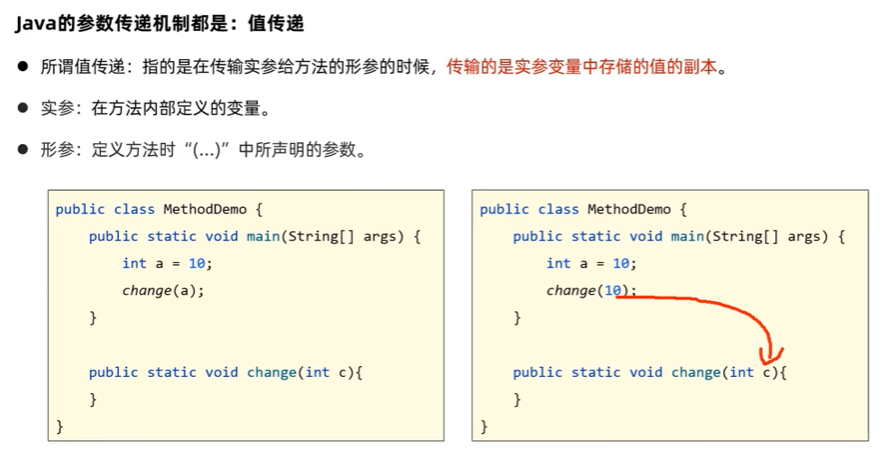 Java的参数传递机制都是：值传递
● 所谓值传递：指的是在传输实参给方法的形参的时候，传输的是实参变量中存储的值的副本。
● 实参：在方法内部定义的变量。
● 形参：定义方法时“(...)”中所声明的参数。
public class MethodDemo {
    public static void main(String[] args) {
        int a = 10;
        change(a);
    }

    public static void change(int c){
    }
}
public class MethodDemo {
    public static void main(String[] args) {
        int a = 10;
        change(10);
    }

    public static void change(int c){
    }
}